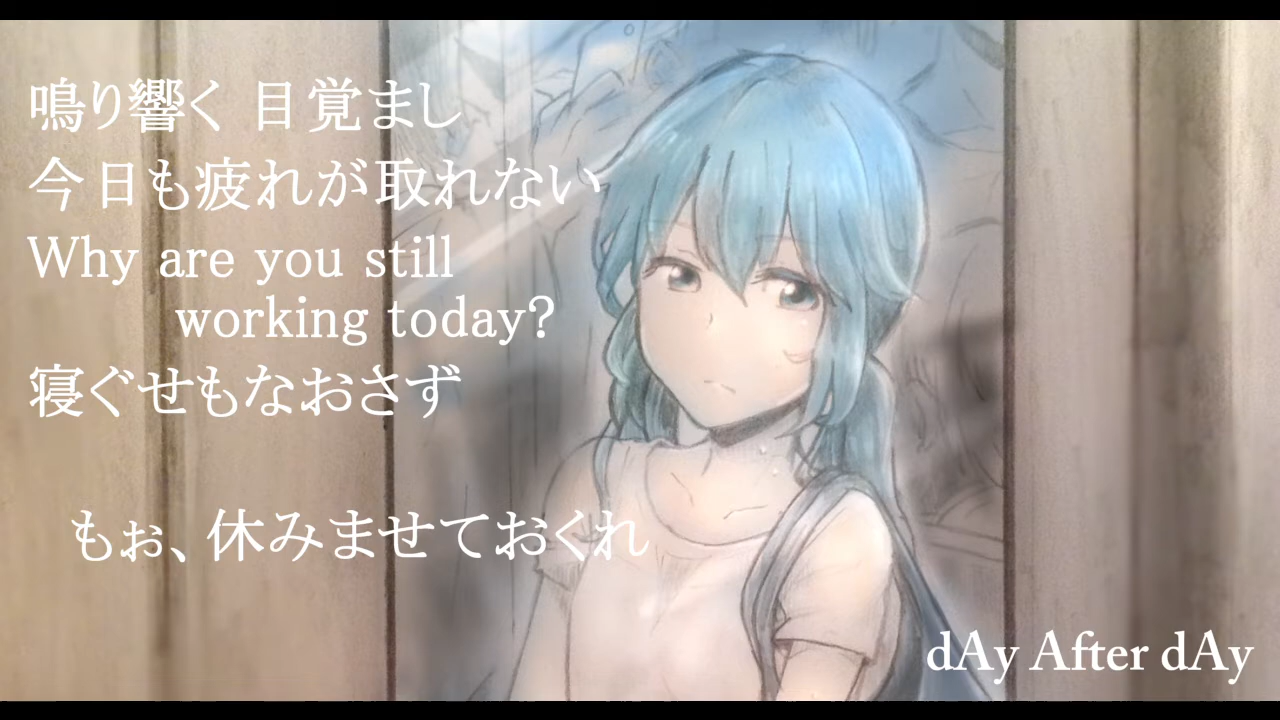 鳴り響く 目覚まし
今日も疲れが取れない
Why are you still
working today?
寝ぐせもなおさず
もぉ、休みませておくれ
dAy After dAy